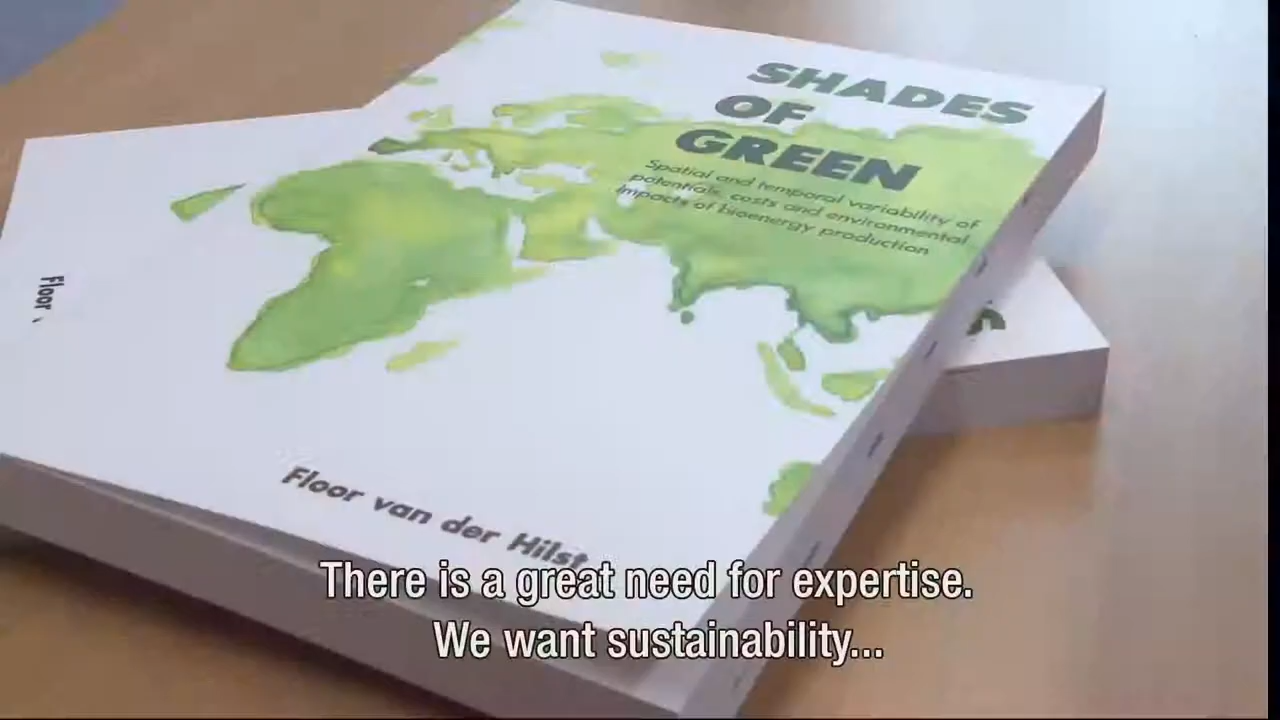 SHADES
OF
GREEN
Spatial and temporal variability of
potentials, costs and environmental
impacts of bioenergy production
Floor
Floor van der Hilst
There is a great need for expertise.
We want sustainability...